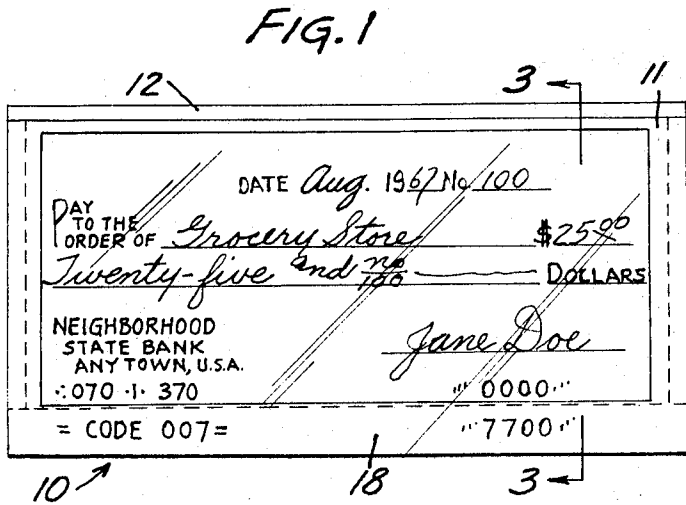 FIG. 1
12 3 11
DATE Aug. 1967 No 100
PAY TO THE ORDER OF Grocery Store $25 00/x
Twenty-five and no/100 DOLLARS
NEIGHBORHOOD
STATE BANK
ANY TOWN, U.S.A.
Jane Doe
⑆070 ⑈ 370 ⑈0000⑈
= CODE 007= ⑈7700⑈
10 18 3